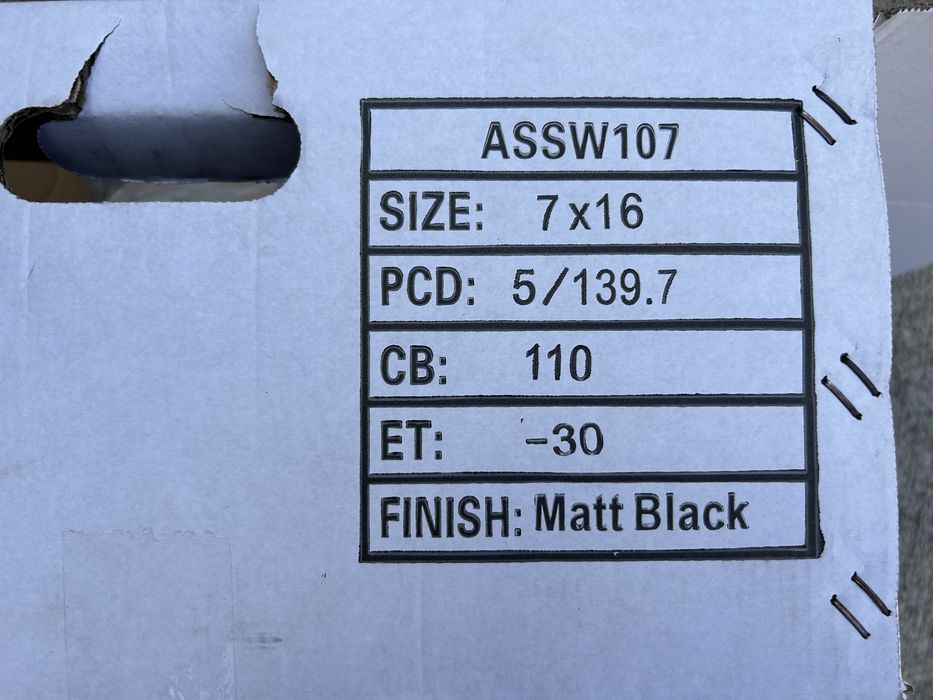 ASSW107
SIZE: 7x16
PCD: 5/139.7
CB: 110
ET: -30
FINISH: Matt Black